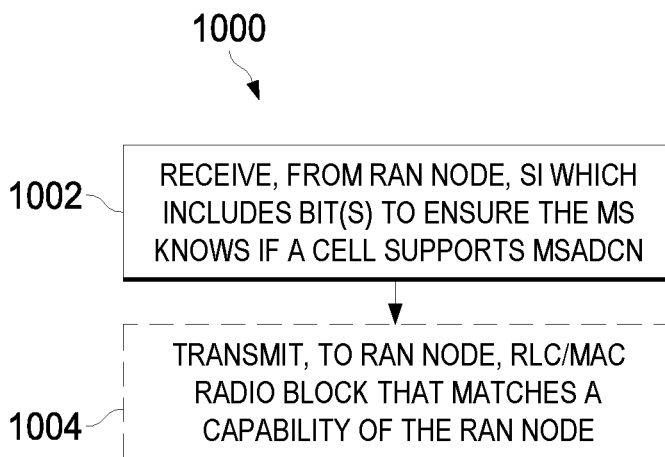 1000
1002
RECEIVE, FROM RAN NODE, SI WHICH
INCLUDES BIT(S) TO ENSURE THE MS
KNOWS IF A CELL SUPPORTS MSADCN
1004
TRANSMIT, TO RAN NODE, RLC/MAC
RADIO BLOCK THAT MATCHES A
CAPABILITY OF THE RAN NODE